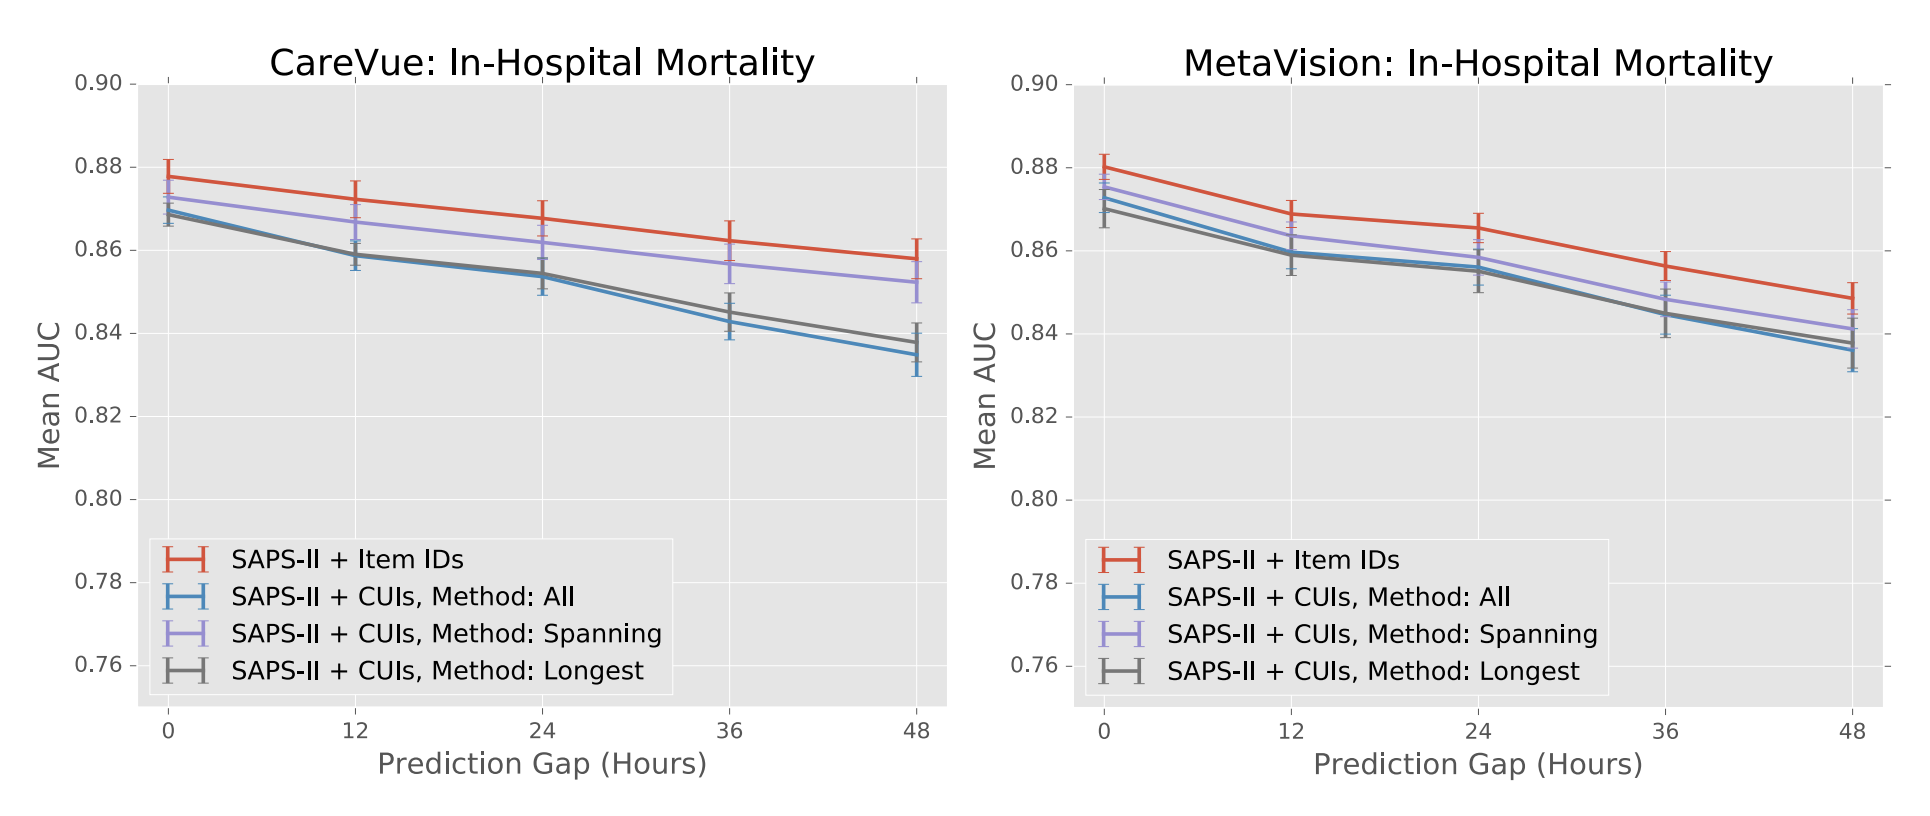 CareVue: In-Hospital Mortality
0.90
0.88
0.86
0.84
0.82
0.80
0.78
0.76
Mean AUC
SAPS-II + Item IDs
SAPS-II + CUIs, Method: All
SAPS-II + CUIs, Method: Spanning
SAPS-II + CUIs, Method: Longest
0 12 24 36 48
Prediction Gap (Hours)
MetaVision: In-Hospital Mortality
0.90
0.88
0.86
0.84
0.82
0.80
0.78
0.76
Mean AUC
SAPS-II + Item IDs
SAPS-II + CUIs, Method: All
SAPS-II + CUIs, Method: Spanning
SAPS-II + CUIs, Method: Longest
0 12 24 36 48
Prediction Gap (Hours)